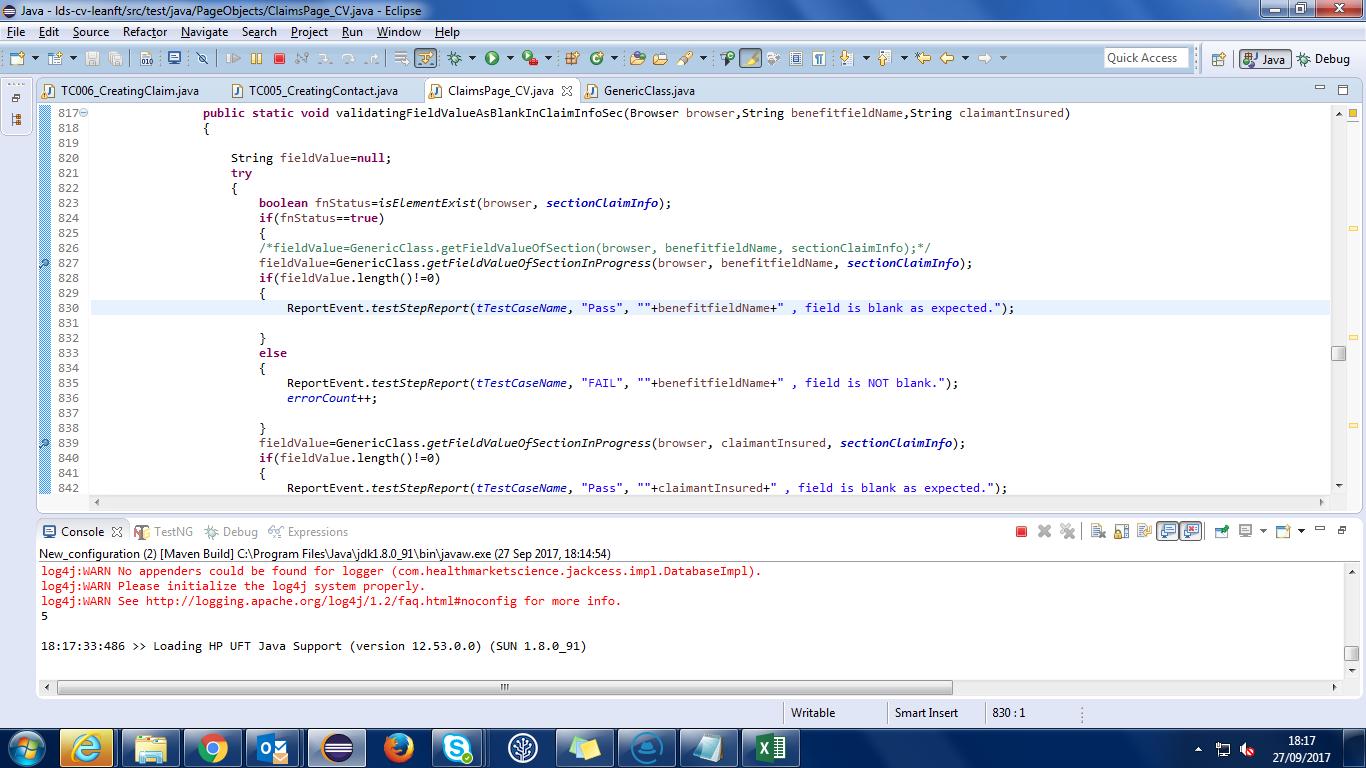 Java - lds-cv-leanft/src/test/java/PageObjects/ClaimsPage_CV.java - Eclipse
File Edit Source Refactor Navigate Search Project Run Window Help
Quick Access Java Debug
TC006_CreatingClaim.java TC005_CreatingContact.java ClaimsPage_CV.java GenericClass.java
817 public static void validatingFieldValueAsBlankInClaimInfoSec(Browser browser,String benefitfieldName,String claimantInsured)
818 {
819
820 String fieldValue=null;
821 try
822 {
823 boolean fnStatus=isElementExist(browser, sectionClaimInfo);
824 if(fnStatus==true)
825 {
826 /*fieldValue=GenericClass.getFieldValueOfSection(browser, benefitfieldName, sectionClaimInfo);*/
827 fieldValue=GenericClass.getFieldValueOfSectionInProgress(browser, benefitfieldName, sectionClaimInfo);
828 if(fieldValue.length()!=0)
829 {
830 ReportEvent.testStepReport(tTestCaseName, "Pass", ""+benefitfieldName+" , field is blank as expected.");
831
832 }
833 else
834 {
835 ReportEvent.testStepReport(tTestCaseName, "FAIL", ""+benefitfieldName+" , field is NOT blank.");
836 errorCount++;
837
838 }
839 fieldValue=GenericClass.getFieldValueOfSectionInProgress(browser, claimantInsured, sectionClaimInfo);
840 if(fieldValue.length()!=0)
841 {
842 ReportEvent.testStepReport(tTestCaseName, "Pass", ""+claimantInsured+" , field is blank as expected.");
Console TestNG Debug Expressions
New_configuration (2) [Maven Build] C:\Program Files\Java\jdk1.8.0_91\bin\javaw.exe (27 Sep 2017, 18:14:54)
log4j:WARN No appenders could be found for logger (com.healthmarketscience.jackcess.impl.DatabaseImpl).
log4j:WARN Please initialize the log4j system properly.
log4j:WARN See http://logging.apache.org/log4j/1.2/faq.html#noconfig for more info.
5
18:17:33:486 >> Loading HP UFT Java Support (version 12.53.0.0) (SUN 1.8.0_91)
Writable Smart Insert 830 : 1
18:17
27/09/2017